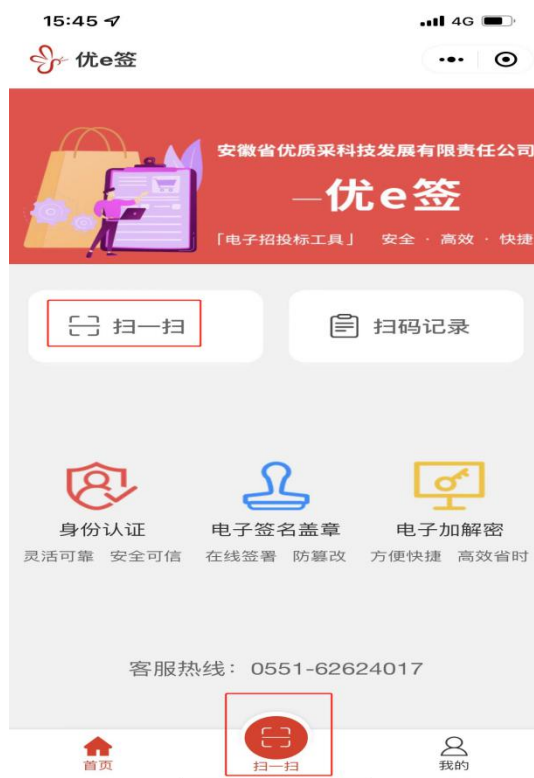 15:45
4G
优e签
安徽省优质采科技发展有限责任公司
—优e签
「电子招投标工具」 安全 · 高效 · 快捷
扫一扫
扫码记录
身份认证
灵活可靠 安全可信
电子签名盖章
在线签署 防篡改
电子加解密
方便快捷 高效省时
客服热线：0551-62624017
首页
扫一扫
我的